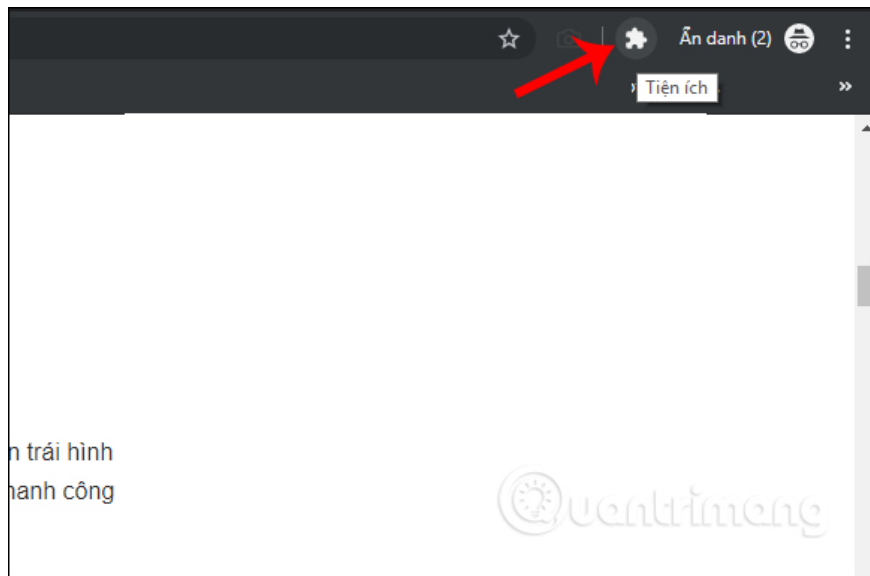 Ẩn danh (2)
Tiện ích
n trái hình
hanh công
Quantrimang